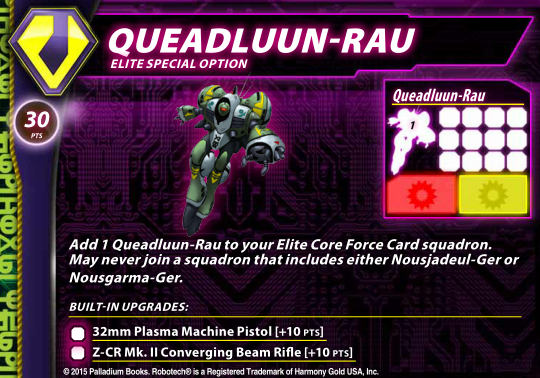 QUEADLUUN-RAU
ELITE SPECIAL OPTION
30
PTS
Queadluun-Rau
1
Add 1 Queadluun-Rau to your Elite Core Force Card squadron.
May never join a squadron that includes either Nousjadeul-Ger or
Nousgarma-Ger.
BUILT-IN UPGRADES:
32mm Plasma Machine Pistol [+10 PTS]
Z-CR Mk. II Converging Beam Rifle [+10 PTS]
© 2015 Palladium Books. Robotech® is a Registered Trademark of Harmony Gold USA, Inc.